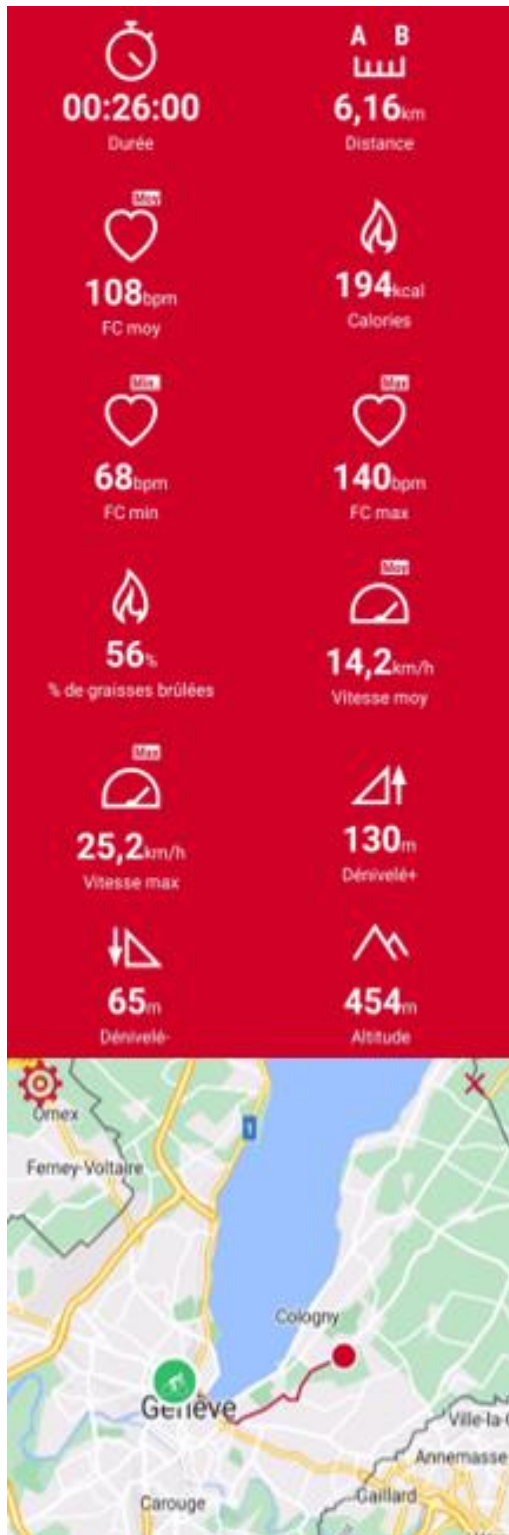 A B
00:26:00
6,16km
Durée
Distance
Moy
108bpm
194kcal
FC moy
Calories
Min.
Max
68bpm
140bpm
FC min
FC max
Moy
56%
14,2km/h
% de graisses brûlées
Vitesse moy
Max
25,2km/h
130m
Vitesse max
Dénivelé+
65m
454m
Dénivelé-
Altitude
Ornex
1
Ferney-Voltaire
Cologny
Genève
Ville-la-
Annemasse
Gaillard
Carouge